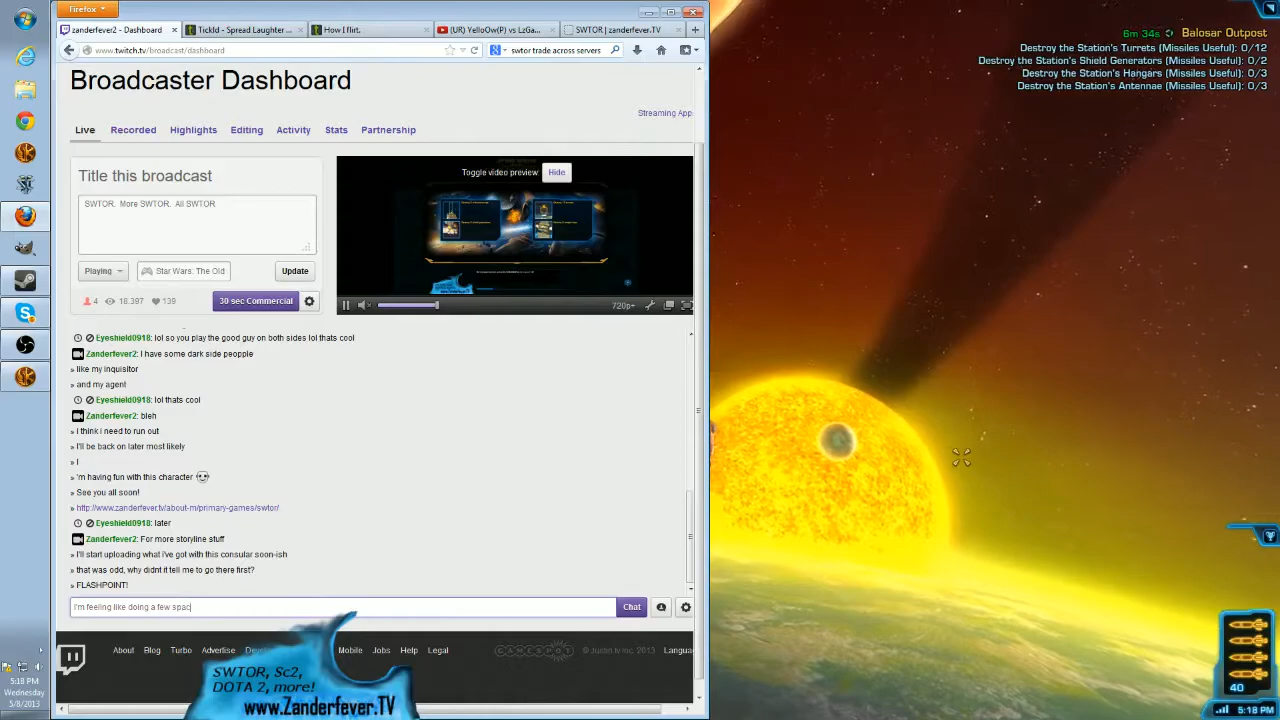 Firefox
zanderfever2 - Dashboard
Tickld - Spread Laughter ...
How I flirt.
(UR) YelloOw(P) vs LzGa...
SWTOR | zanderfever.TV
www.twitch.tv/broadcast/dashboard
swtor trade across servers
Broadcaster Dashboard
Streaming App
Live Recorded Highlights Editing Activity Stats Partnership
Title this broadcast
SWTOR. More SWTOR. All SWTOR
Playing
Star Wars: The Old
Update
4 18,397 139
30 sec Commercial
Toggle video preview: Hide
720p+
Eyeshield0918: lol so you play the good guy on both sides lol thats cool
Zanderfever2: I have some dark side peopple
» like my inquisitor
» and my agent
Eyeshield0918: lol thats cool
Zanderfever2: bleh
» i think i need to run out
» I'll be back on later most likely
» I
» 'm having fun with this character
» See you all soon!
» http://www.zanderfever.tv/about-m/primary-games/swtor/
Eyeshield0918: later
Zanderfever2: For more storyline stuff
» I'll start uploading what i've got with this consular soon-ish
» that was odd, why didnt it tell me to go there first?
» FLASHPOINT!
I'm feeling like doing a few spac
Chat
About Blog Turbo Advertise Mobile Jobs Help Legal
GAMESPOT
© Justin.tv Inc, 2013
Langua
SWTOR, Sc2,
DOTA 2, more!
www.Zanderfever.TV
5:18 PM
Wednesday
5/8/2013
6m 34s
Balosar Outpost
Destroy the Station's Turrets (Missiles Useful): 0/12
Destroy the Station's Shield Generators (Missiles Useful): 0/2
Destroy the Station's Hangars (Missiles Useful): 0/3
Destroy the Station's Antennae (Missiles Useful): 0/3
40
5:18 PM